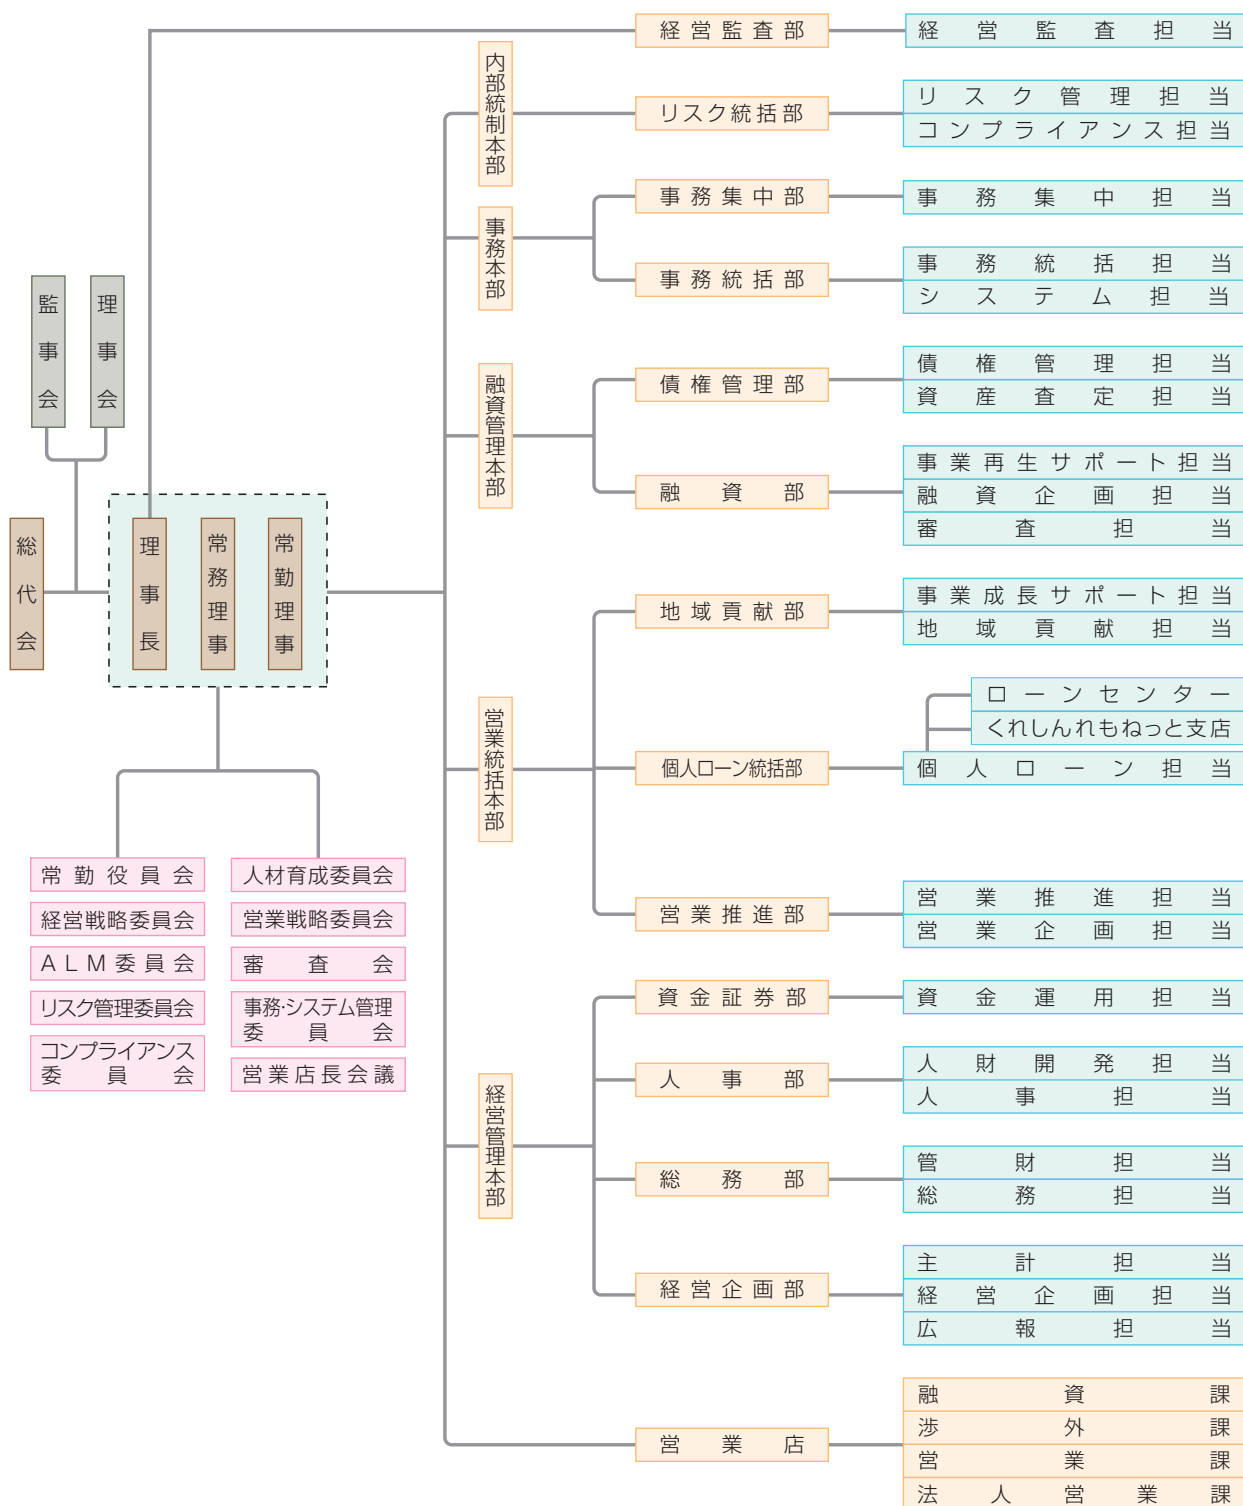 監事会
理事会
総代会
理事長
常務理事
常勤理事
常勤役員会
経営戦略委員会
ALM委員会
リスク管理委員会
コンプライアンス
委員会
人材育成委員会
営業戦略委員会
審査会
事務・システム管理
委員会
営業店長会議
経営監査部
経営監査担当
内部統制本部
リスク統括部
リスク管理担当
コンプライアンス担当
事務本部
事務集中部
事務集中担当
事務統括部
事務統括担当
システム担当
融資管理本部
債権管理部
債権管理担当
資産査定担当
融資部
事業再生サポート担当
融資企画担当
審査担当
営業統括本部
地域貢献部
事業成長サポート担当
地域貢献担当
個人ローン統括部
ローンセンター
くれしんれもねっと支店
個人ローン担当
営業推進部
営業推進担当
営業企画担当
経営管理本部
資金証券部
資金運用担当
人事部
人財開発担当
人事担当
総務部
管財担当
総務担当
経営企画部
主計担当
経営企画担当
広報担当
営業店
融資課
渉外課
営業課
法人営業課